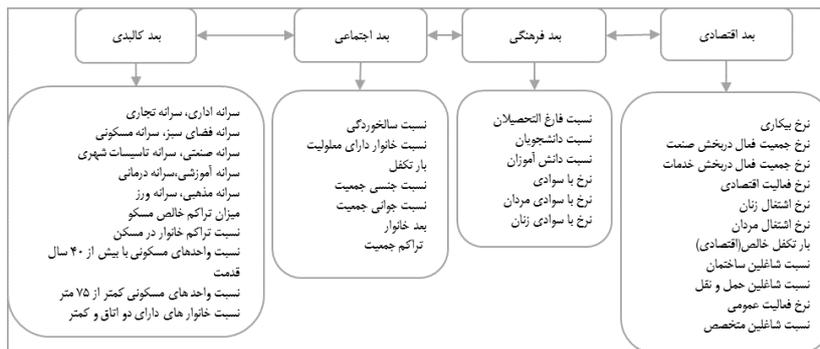 بعد اقتصادی
نرخ بیکاری
نرخ جمعیت فعال دربخش صنعت
نرخ جمعیت فعال دربخش خدمات
نرخ فعالیت اقتصادی
نرخ اشتغال زنان
نرخ اشتغال مردان
بار تکفل خالص(اقتصادی)
نسبت شاغلین ساختمان
نسبت شاغلین حمل و نقل
نرخ فعالیت عمومی
نسبت شاغلین متخصص
بعد فرهنگی
نسبت فارغ التحصیلان
نسبت دانشجویان
نسبت دانش آموزان
نرخ با سوادی
نرخ با سوادی مردان
نرخ با سوادی زنان
بعد اجتماعی
نسبت سالخوردگی
نسبت خانوار دارای معلولیت
بار تکفل
نسبت جنسی جمعیت
نسبت جوانی جمعیت
بعد خانوار
تراکم جمعیت
بعد کالبدی
سرانه اداری، سرانه تجاری
سرانه فضای سبز، سرانه مسکونی
سرانه صنعتی، سرانه تاسیسات شهری
سرانه آموزشی،سرانه درمانی
سرانه مذهبی، سرانه ورز
میزان تراکم خالص مسکو
نسبت تراکم خانوار در مسکن
نسبت واحدهای مسکونی با بیش از ۴۰ سال
قدمت
نسبت واحد های مسکونی کمتر از ۷۵ متر
نسبت خانوار های دارای دو اتاق و کمتر